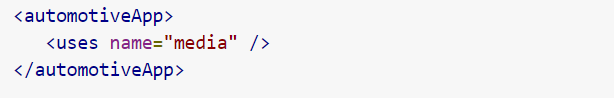 <automotiveApp>
   <uses name="media" />
</automotiveApp>